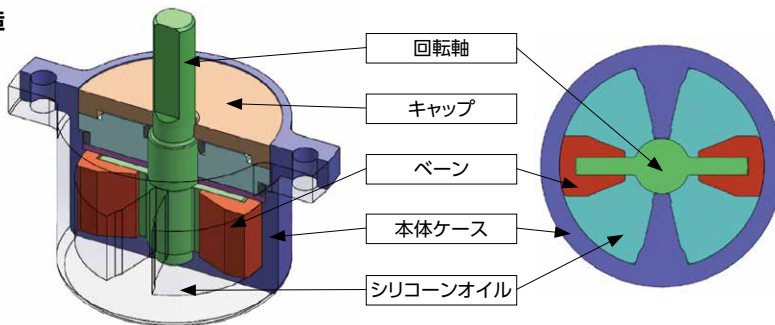 回転軸
キャップ
ベーン
本体ケース
シリコーンオイル